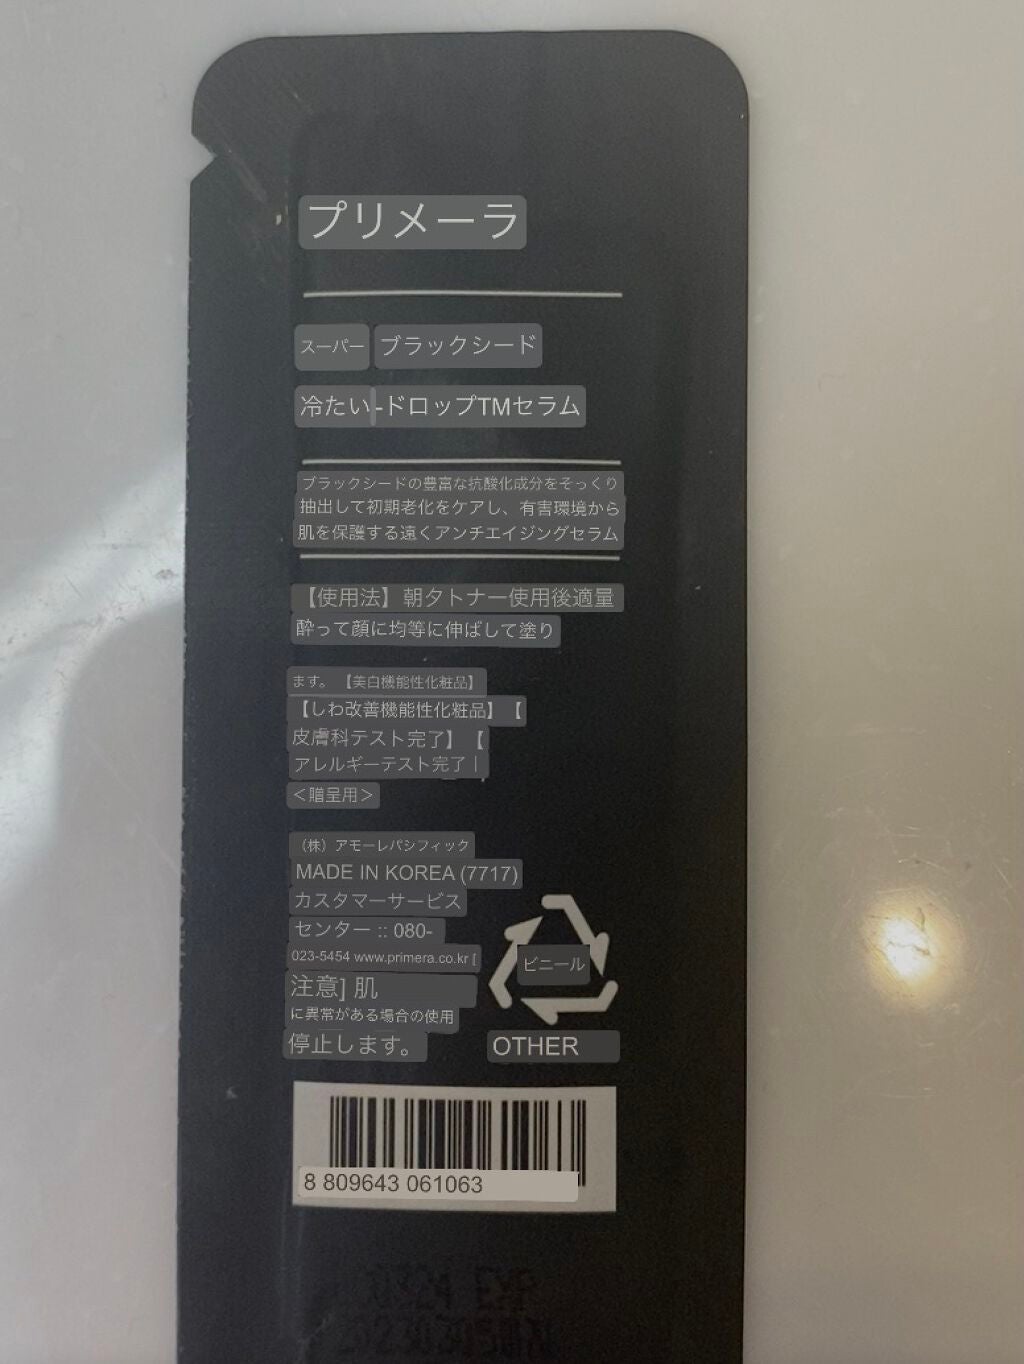 プリメーラ
スーパー ブラックシード
冷たい-ドロップTMセラム
ブラックシードの豊富な抗酸化成分をそっくり
抽出して初期老化をケアし、有害環境から
肌を保護する遠くアンチエイジングセラム
【使用法】朝夕トナー使用後適量
酔って顔に均等に伸ばして塗り
ます。【美白機能性化粧品】
【しわ改善機能性化粧品】【
皮膚科テスト完了】【
アレルギーテスト完了|
＜贈呈用＞
（株）アモーレパシフィック
MADE IN KOREA (7717)
カスタマーサービス
センター :: 080-
023-5454 www.primera.co.kr [
注意] 肌
に異常がある場合の使用
停止します。
ビニール
OTHER
8 809643 061063